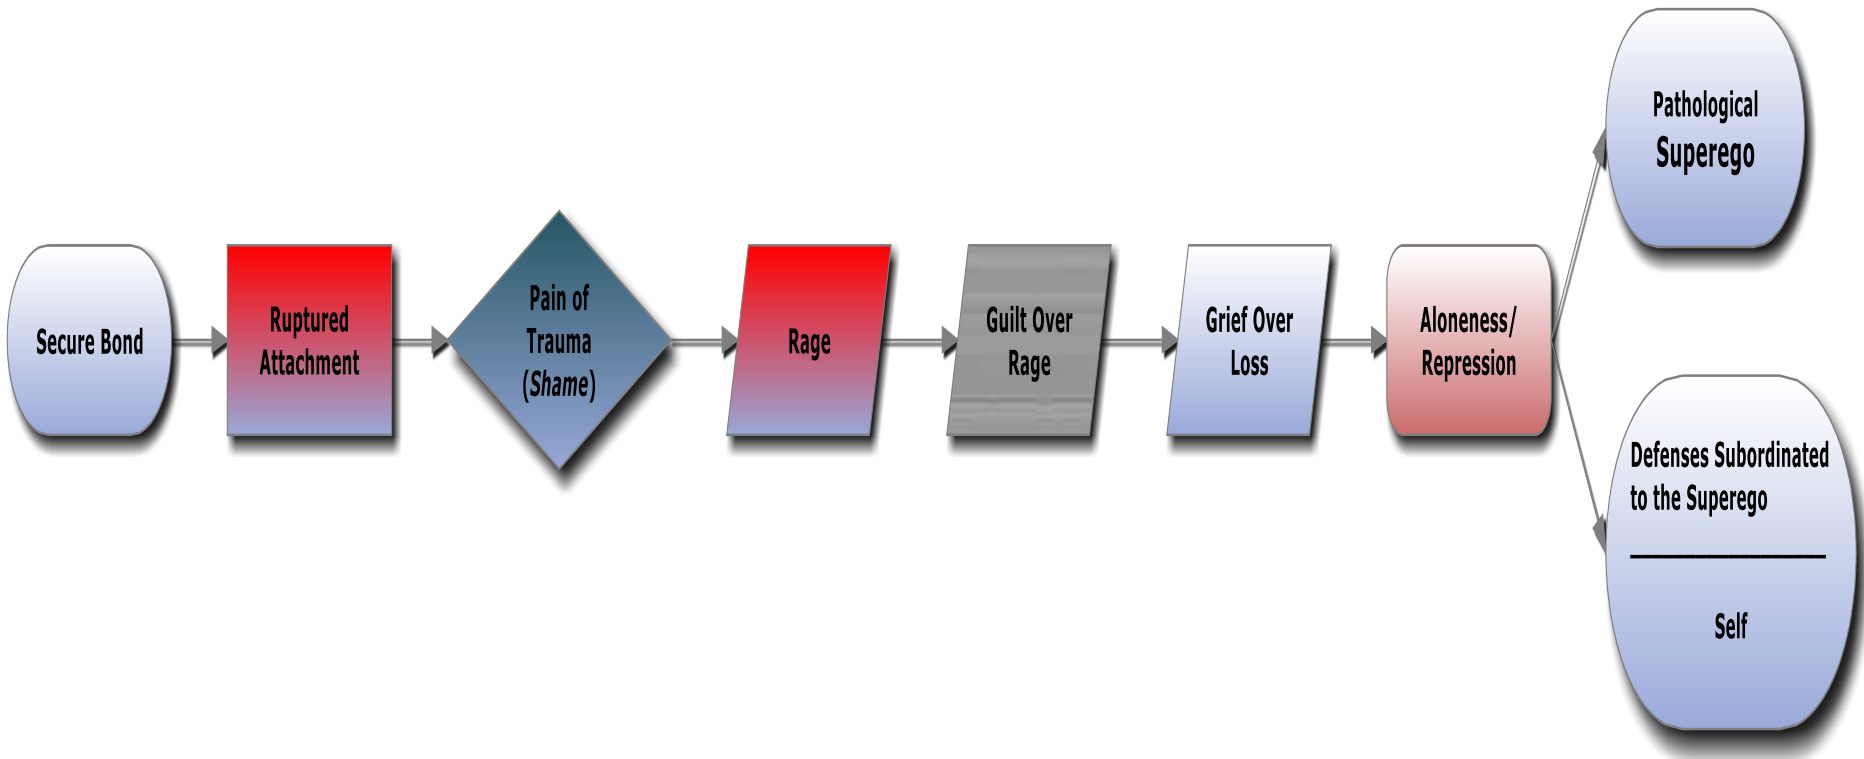 Secure Bond
Ruptured
Attachment
Pain of
Trauma
(Shame)
Rage
Guilt Over
Rage
Grief Over
Loss
Aloneness/
Repression
Pathological
Superego
Defenses Subordinated
to the Superego
Self